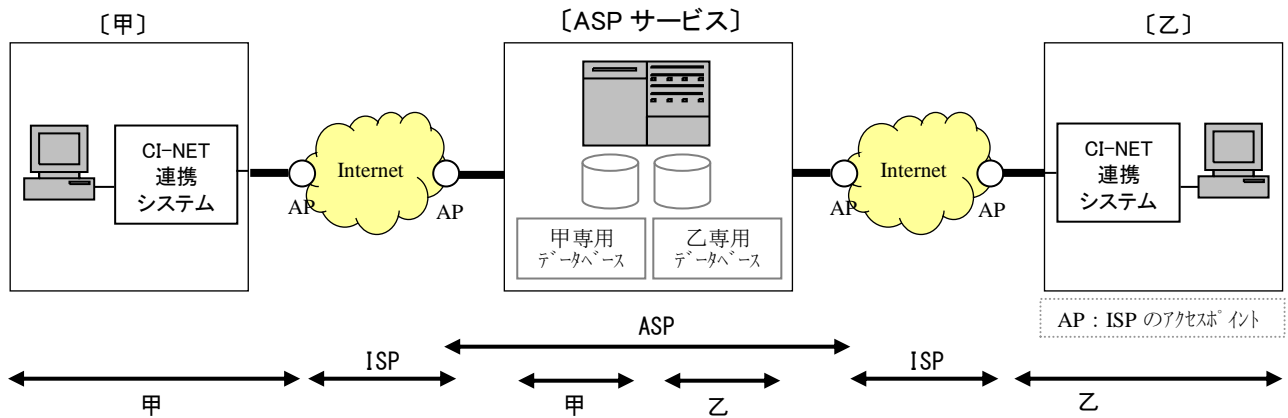 〔甲〕
〔ASP サービス〕
〔乙〕
CI-NET
連携
システム
Internet
AP
AP
甲専用
データベース
乙専用
データベース
Internet
AP
AP
CI-NET
連携
システム
AP：ISP のアクセスポイント
ASP
ISP
ISP
甲
甲
乙
乙